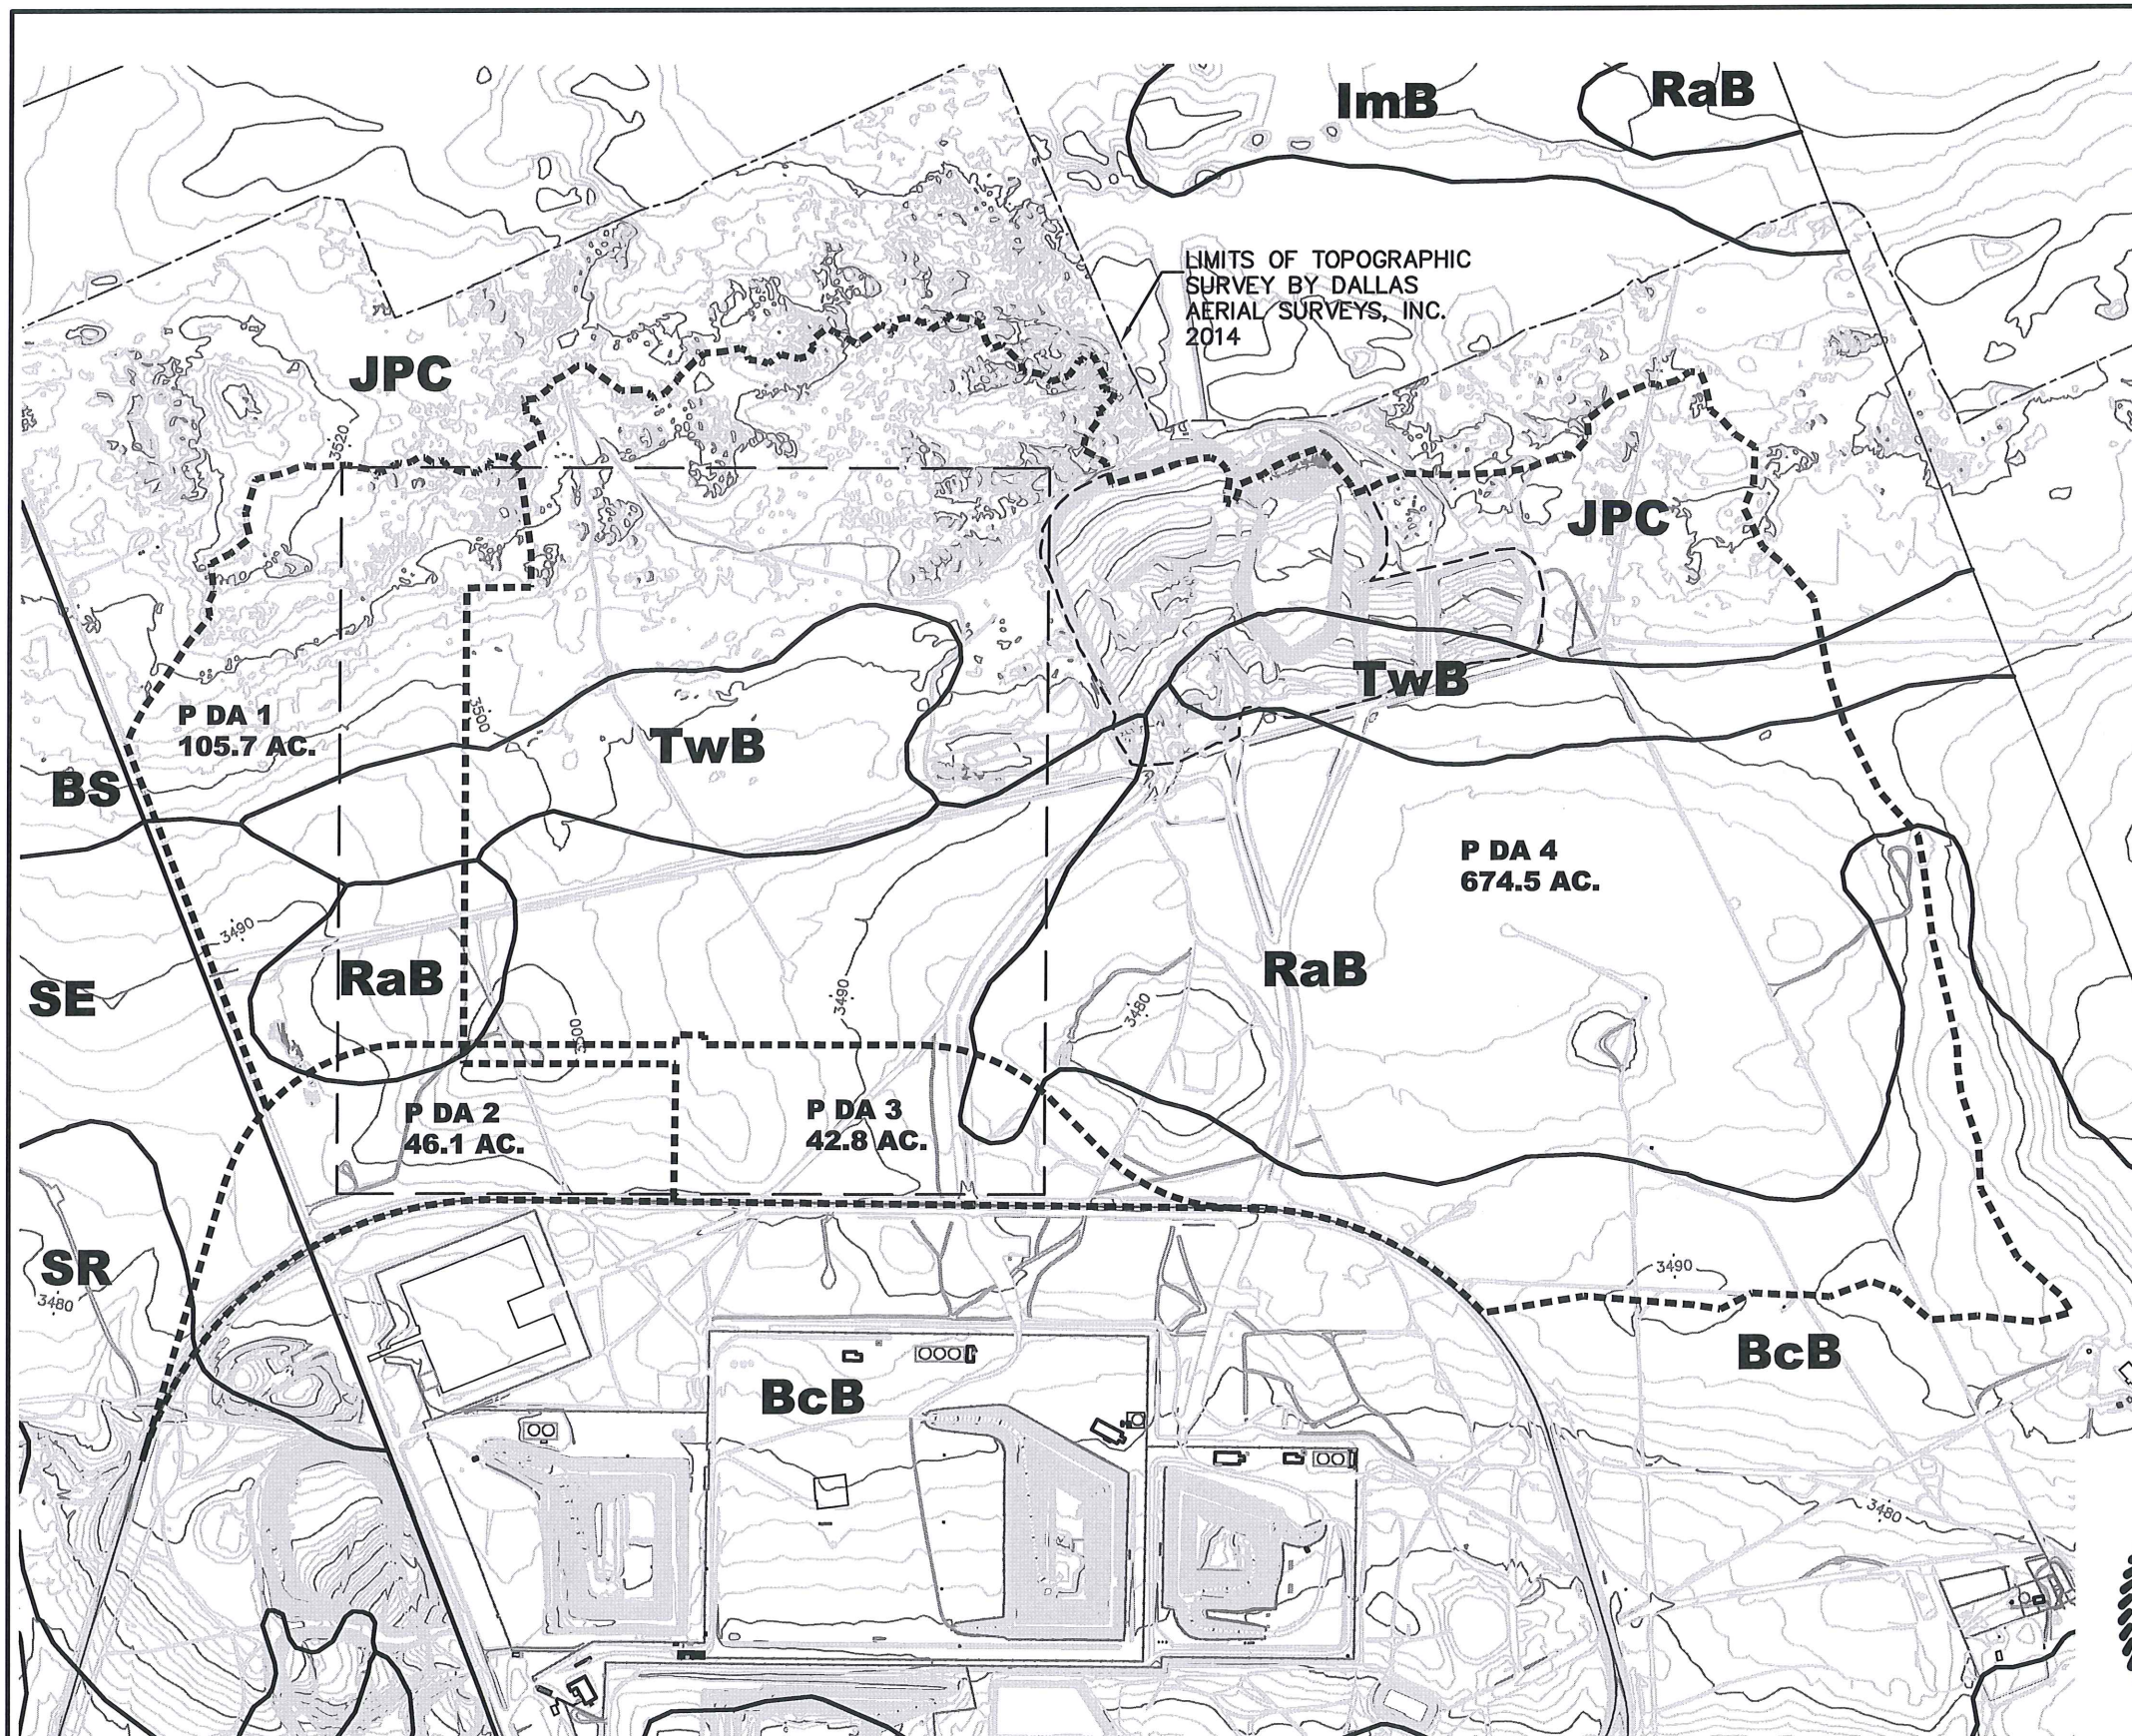 ImB
RaB
LIMITS OF TOPOGRAPHIC
SURVEY BY DALLAS
AERIAL SURVEYS, INC.
2014
JPC
3520
JPC
TwB
P DA 1
105.7 AC.
3500
TwB
BS
P DA 4
674.5 AC.
3490
RaB
RaB
SE
3490
3480
3500
P DA 2
46.1 AC.
P DA 3
42.8 AC.
SR
3480
3490
BcB
BcB
3480